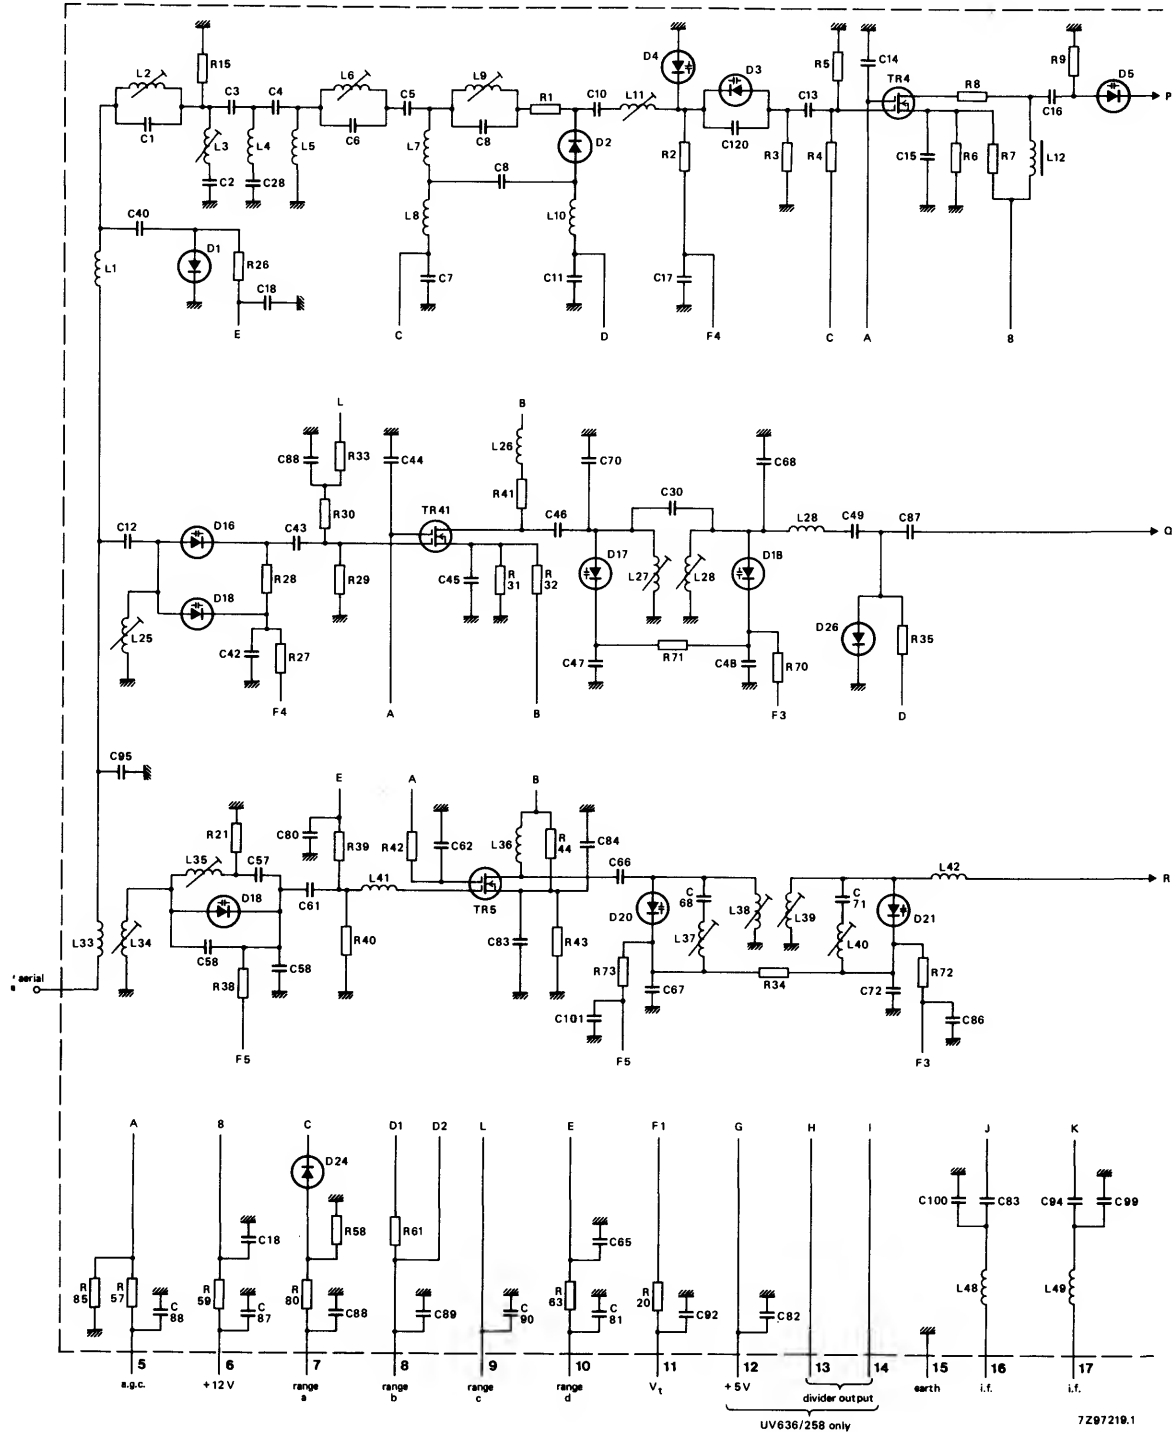 R15
L2
C1
C3
C4
L3
L4
L5
C2
C28
L6
C6
C5
L7
L9
C8
R1
C10
L11
D2
C8
L8
L10
C7
C11
C
D
D4
D3
C120
R2
C17
F4
C13
R3
R5
R4
C14
TR4
C15
R6
R7
R8
L12
C16
R9
D5
P
C
A
8
C40
D1
R26
C18
E
L1
L
C88
R33
C44
R30
C12
D16
C43
R28
R29
D18
L25
C42
R27
F4
TR41
B
L26
R41
C46
C45
R
31
R
32
A
B
C70
C30
D17
L27
L28
D18
C68
L28
C49
C87
Q
C47
R71
C48
R70
F3
D26
R35
D
C95
R21
L35
C57
D18
C58
C58
R38
F5
L33
L34
aerial
E
C80
R39
C61
L41
R40
A
R42
C62
TR5
B
L36
R
44
C84
C83
R43
C66
D20
C
68
L37
L38
L39
C
71
L40
D21
L42
R
R73
C67
C101
F5
R34
C72
R72
C86
F3
A
8
C
D1
D2
L
E
F1
G
H
I
J
K
D24
R58
C18
R61
C65
C100
C83
C94
C99
R
85
R
57
C
88
R
59
C
87
R
80
C88
C89
C
90
R
63
C
81
R
20
C92
C82
L48
L49
5
6
7
8
9
10
11
12
13
14
15
16
17
a.g.c.
+12 V
range
a
range
b
range
c
range
d
Vt
+5 V
divider output
earth
i.f.
i.f.
UV636/258 only
7Z97219.1